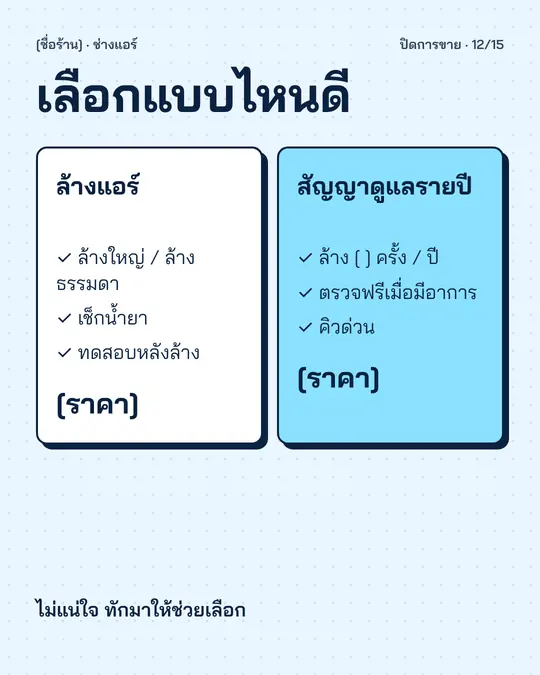 [ชื่อร้าน] · ช่างแอร์
ปิดการขาย · 12/15
เลือกแบบไหนดี
ล้างแอร์
✓ ล้างใหญ่ / ล้าง
ธรรมดา
✓ เช็กน้ำยา
✓ ทดสอบหลังล้าง
[ราคา]
สัญญาดูแลรายปี
✓ ล้าง [ ] ครั้ง / ปี
✓ ตรวจฟรีเมื่อมีอาการ
✓ คิวด่วน
[ราคา]
ไม่แน่ใจ ทักมาให้ช่วยเลือก